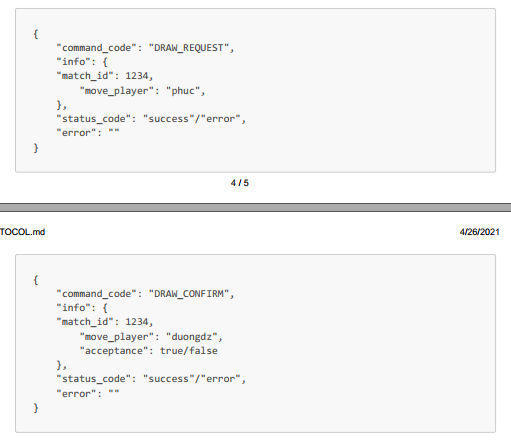 {
    "command_code": "DRAW_REQUEST",
    "info": {
    "match_id": 1234,
        "move_player": "phuc",
    },
    "status_code": "success"/"error",
    "error": ""
}
4 / 5
TOCOL.md 4/26/2021
{
    "command_code": "DRAW_CONFIRM",
    "info": {
    "match_id": 1234,
        "move_player": "duongdz",
        "acceptance": true/false
    },
    "status_code": "success"/"error",
    "error": ""
}